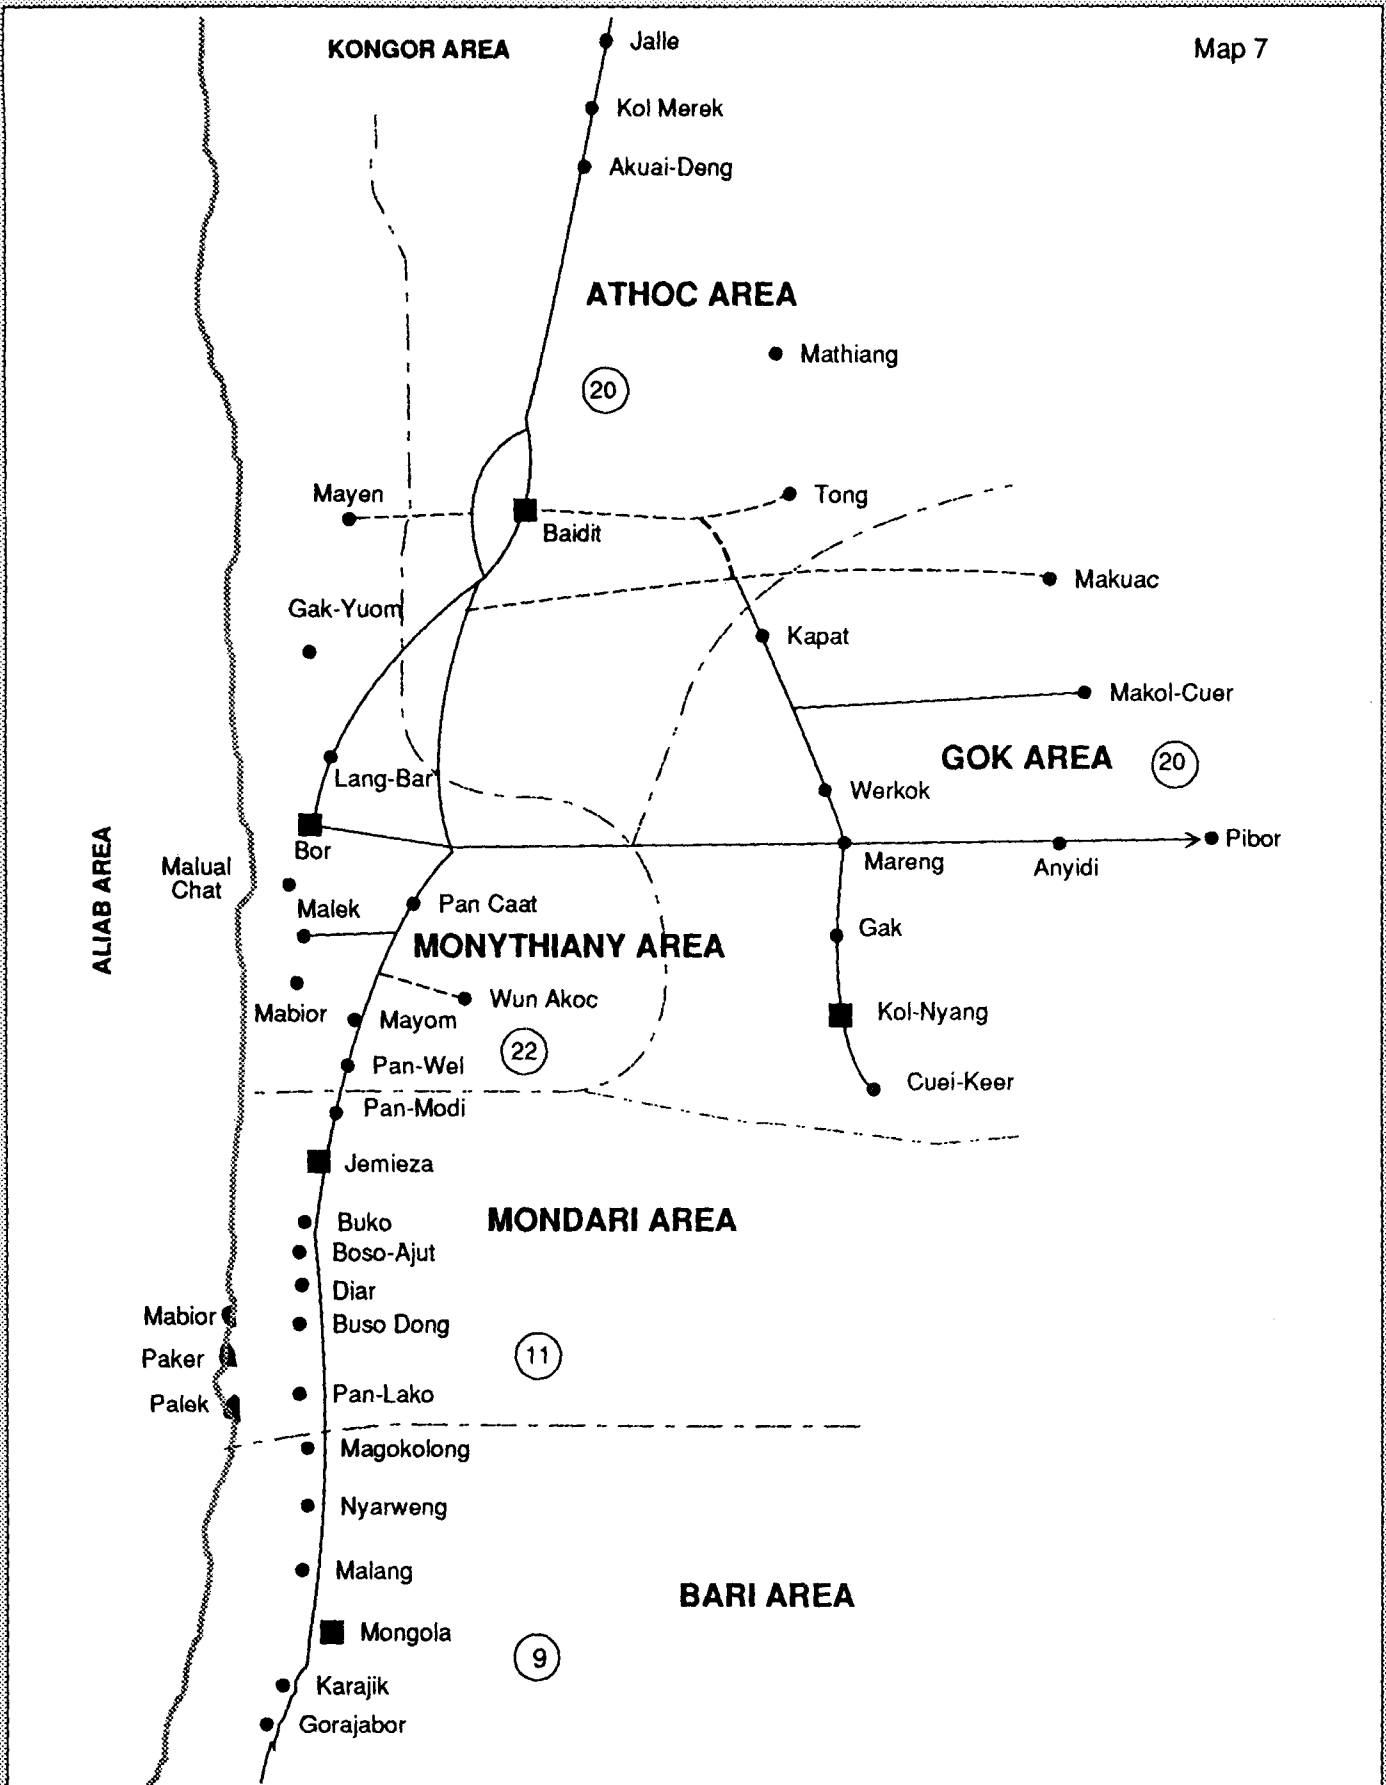 KONGOR AREA
Jalle
Map 7
Kol Merek
Akuai-Deng
ATHOC AREA
Mathiang
20
Mayen
Tong
Baidit
Makuac
Gak-Yuom
Kapat
Makol-Cuer
GOK AREA
20
Lang-Bar
Werkok
Bor
Pibor
ALIAB AREA
Malual
Chat
Mareng
Anyidi
Malek
Pan Caat
Gak
MONYTHIANY AREA
Wun Akoc
Mabior
Mayom
Kol-Nyang
22
Pan-Wel
Cuei-Keer
Pan-Modi
Jemieza
Buko
MONDARI AREA
Boso-Ajut
Diar
Mabior
Buso Dong
Paker
11
Pan-Lako
Palek
Magokolong
Nyarweng
Malang
BARI AREA
Mongola
9
Karajik
Gorajabor